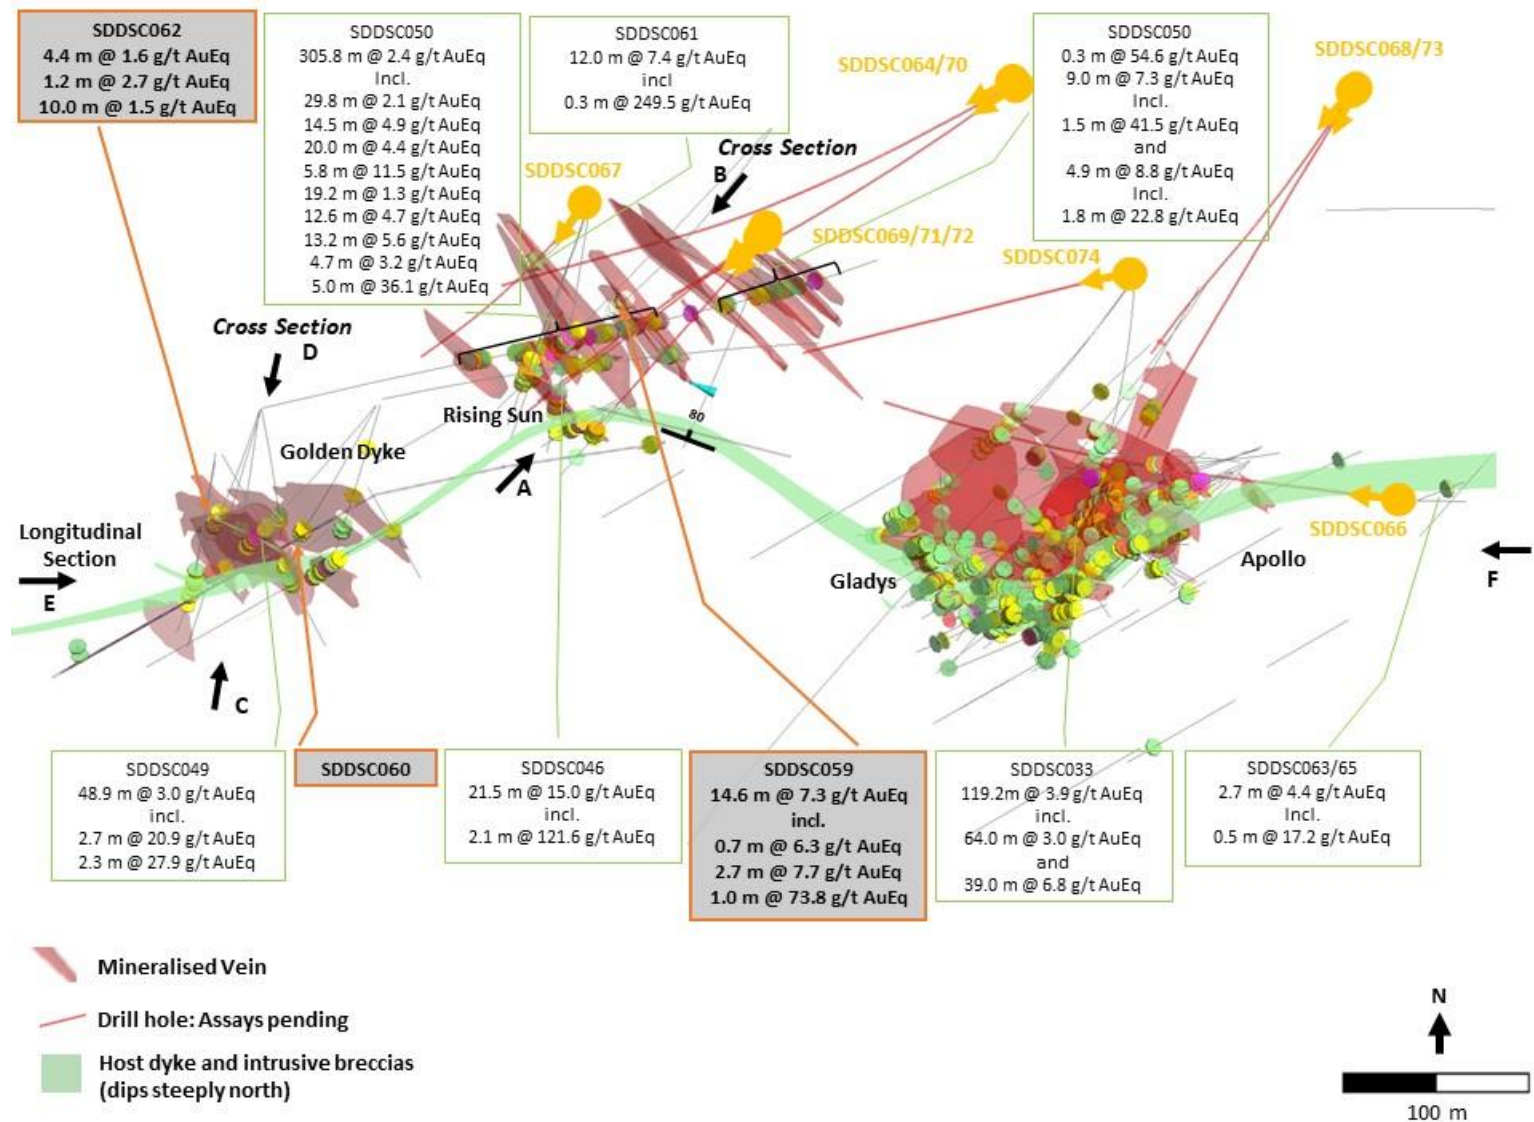 SDDSC062
4.4 m @ 1.6 g/t AuEq
1.2 m @ 2.7 g/t AuEq
10.0 m @ 1.5 g/t AuEq
SDDSC050
305.8 m @ 2.4 g/t AuEq
Incl.
29.8 m @ 2.1 g/t AuEq
14.5 m @ 4.9 g/t AuEq
20.0 m @ 4.4 g/t AuEq
5.8 m @ 11.5 g/t AuEq
19.2 m @ 1.3 g/t AuEq
12.6 m @ 4.7 g/t AuEq
13.2 m @ 5.6 g/t AuEq
4.7 m @ 3.2 g/t AuEq
5.0 m @ 36.1 g/t AuEq
SDDSC061
12.0 m @ 7.4 g/t AuEq
incl
0.3 m @ 249.5 g/t AuEq
SDDSC064/70
SDDSC050
0.3 m @ 54.6 g/t AuEq
9.0 m @ 7.3 g/t AuEq
Incl.
1.5 m @ 41.5 g/t AuEq
and
4.9 m @ 8.8 g/t AuEq
Incl.
1.8 m @ 22.8 g/t AuEq
SDDSC068/73
Cross Section
B
SDDSC067
SDDSC069/71/72
SDDSC074
Cross Section
D
Rising Sun
80
Golden Dyke
A
Longitudinal
Section
E
Gladys
Apollo
SDDSC066
F
C
SDDSC049
48.9 m @ 3.0 g/t AuEq
incl.
2.7 m @ 20.9 g/t AuEq
2.3 m @ 27.9 g/t AuEq
SDDSC060
SDDSC046
21.5 m @ 15.0 g/t AuEq
incl.
2.1 m @ 121.6 g/t AuEq
SDDSC059
14.6 m @ 7.3 g/t AuEq
incl.
0.7 m @ 6.3 g/t AuEq
2.7 m @ 7.7 g/t AuEq
1.0 m @ 73.8 g/t AuEq
SDDSC033
119.2m @ 3.9 g/t AuEq
incl.
64.0 m @ 3.0 g/t AuEq
and
39.0 m @ 6.8 g/t AuEq
SDDSC063/65
2.7 m @ 4.4 g/t AuEq
Incl.
0.5 m @ 17.2 g/t AuEq
Mineralised Vein
Drill hole: Assays pending
Host dyke and intrusive breccias
(dips steeply north)
N
100 m